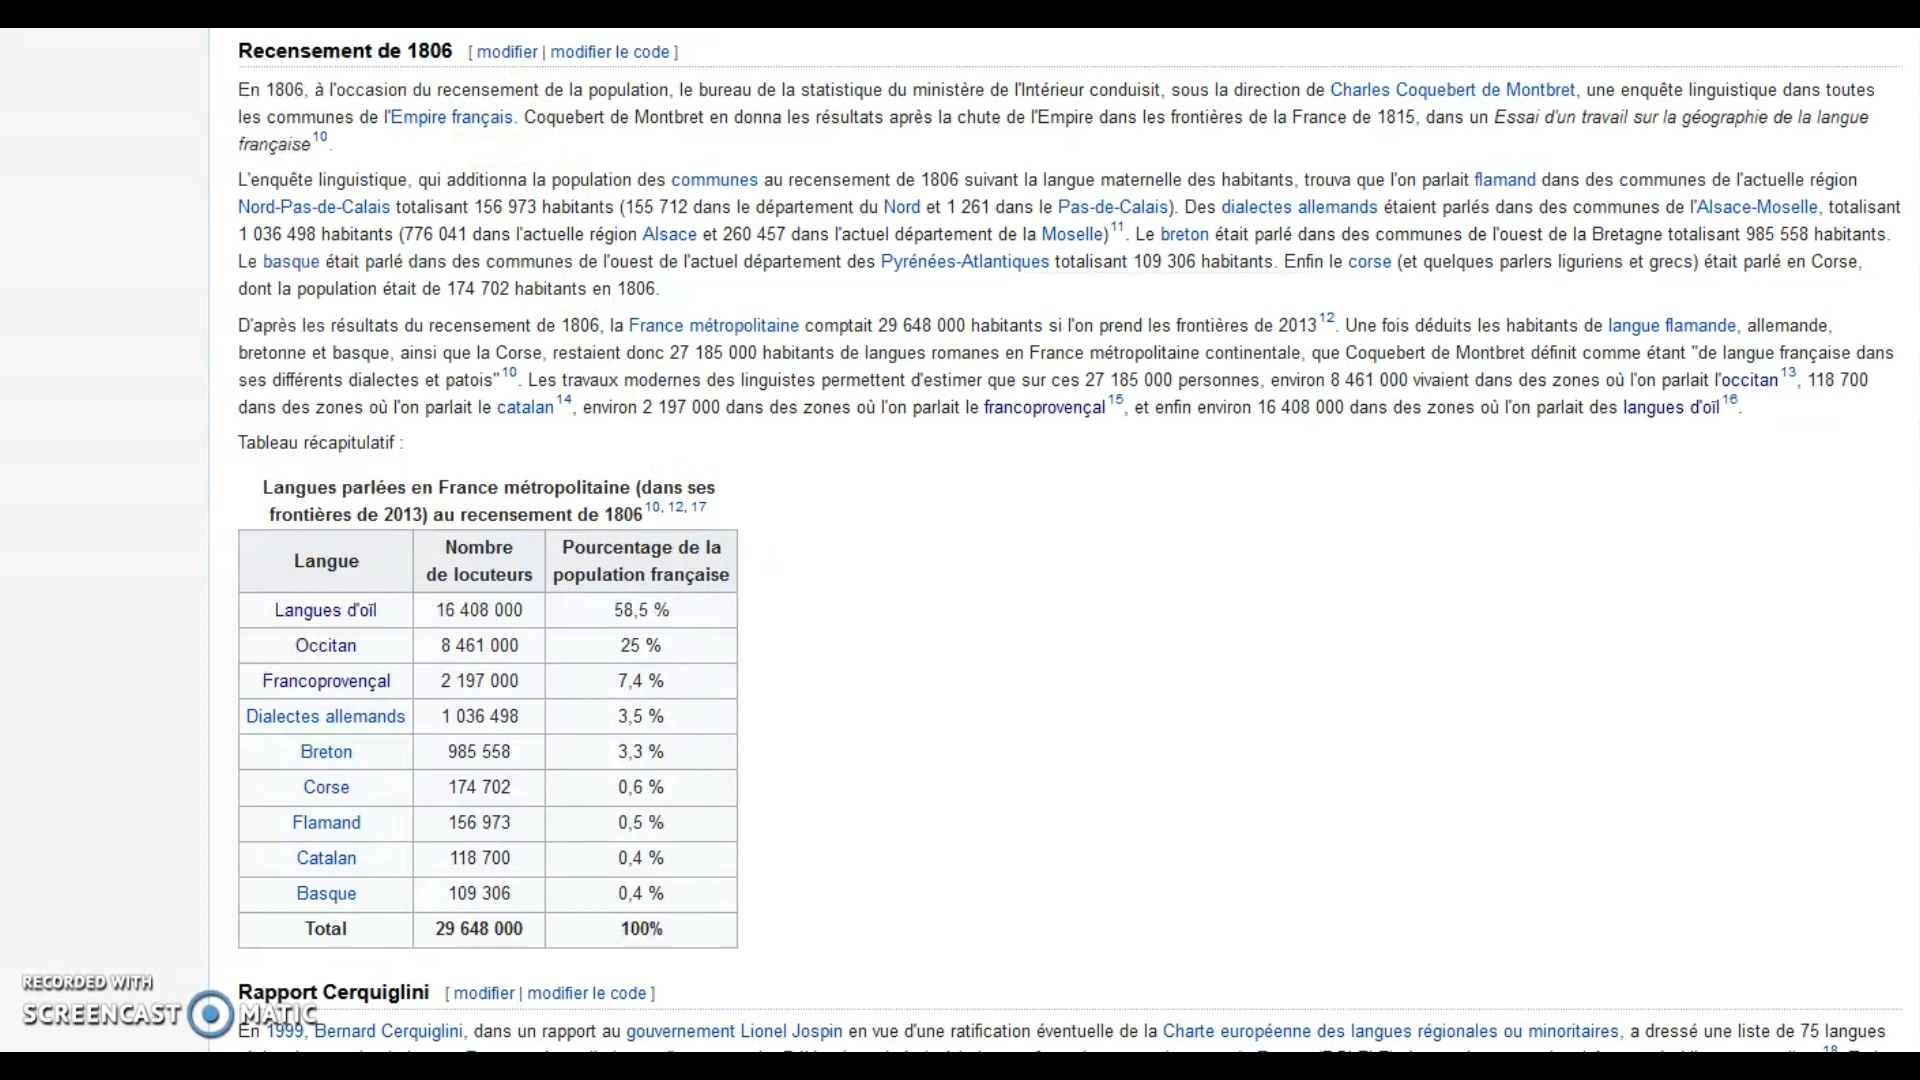 Recensement de 1806 [ modifier | modifier le code ]
En 1806, à l'occasion du recensement de la population, le bureau de la statistique du ministère de l'Intérieur conduisit, sous la direction de Charles Coquebert de Montbret, une enquête linguistique dans toutes
les communes de l'Empire français. Coquebert de Montbret en donna les résultats après la chute de l'Empire dans les frontières de la France de 1815, dans un Essai d'un travail sur la géographie de la langue
française 10.
L'enquête linguistique, qui additionna la population des communes au recensement de 1806 suivant la langue maternelle des habitants, trouva que l'on parlait flamand dans des communes de l'actuelle région
Nord-Pas-de-Calais totalisant 156 973 habitants (155 712 dans le département du Nord et 1 261 dans le Pas-de-Calais). Des dialectes allemands étaient parlés dans des communes de l'Alsace-Moselle, totalisant
1 036 498 habitants (776 041 dans l'actuelle région Alsace et 260 457 dans l'actuel département de la Moselle) 11. Le breton était parlé dans des communes de l'ouest de la Bretagne totalisant 985 558 habitants.
Le basque était parlé dans des communes de l'ouest de l'actuel département des Pyrénées-Atlantiques totalisant 109 306 habitants. Enfin le corse (et quelques parlers liguriens et grecs) était parlé en Corse,
dont la population était de 174 702 habitants en 1806.
D'après les résultats du recensement de 1806, la France métropolitaine comptait 29 648 000 habitants si l'on prend les frontières de 2013 12. Une fois déduits les habitants de langue flamande, allemande,
bretonne et basque, ainsi que la Corse, restaient donc 27 185 000 habitants de langues romanes en France métropolitaine continentale, que Coquebert de Montbret définit comme étant "de langue française dans
ses différents dialectes et patois" 10. Les travaux modernes des linguistes permettent d'estimer que sur ces 27 185 000 personnes, environ 8 461 000 vivaient dans des zones où l'on parlait l'occitan 13, 118 700
dans des zones où l'on parlait le catalan 14, environ 2 197 000 dans des zones où l'on parlait le francoprovençal 15, et enfin environ 16 408 000 dans des zones où l'on parlait des langues d'oïl 16.
Tableau récapitulatif :
Langues parlées en France métropolitaine (dans ses
frontières de 2013) au recensement de 1806 10, 12, 17
Langue Nombre de locuteurs Pourcentage de la population française
Langues d'oïl 16 408 000 58,5 %
Occitan 8 461 000 25 %
Francoprovençal 2 197 000 7,4 %
Dialectes allemands 1 036 498 3,5 %
Breton 985 558 3,3 %
Corse 174 702 0,6 %
Flamand 156 973 0,5 %
Catalan 118 700 0,4 %
Basque 109 306 0,4 %
Total 29 648 000 100%
Rapport Cerquiglini [ modifier | modifier le code ]
En 1999, Bernard Cerquiglini, dans un rapport au gouvernement Lionel Jospin en vue d'une ratification éventuelle de la Charte européenne des langues régionales ou minoritaires, a dressé une liste de 75 langues
RECORDED WITH
SCREENCAST MATIC